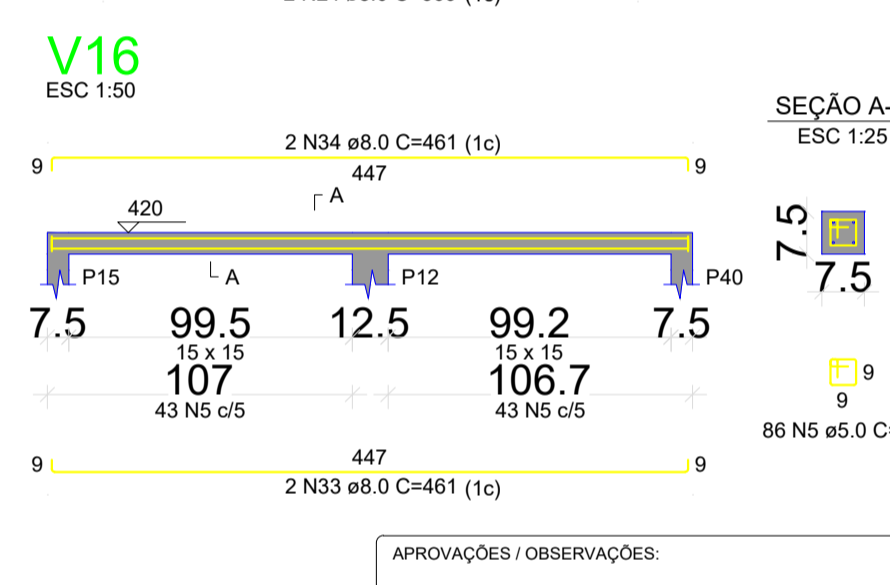 V16
ESC 1:50
SEÇÃO A-
ESC 1:25
2 N34 ø8.0 C=461 (1c)
9
447
9
A
420
7.5
P15
A
P12
P40
7.5
7.5
99.5
12.5
99.2
7.5
15 x 15
15 x 15
107
106.7
43 N5 c/5
43 N5 c/5
9
9
86 N5 ø5.0 C=
9
447
9
2 N33 ø8.0 C=461 (1c)
APROVAÇÕES / OBSERVAÇÕES: